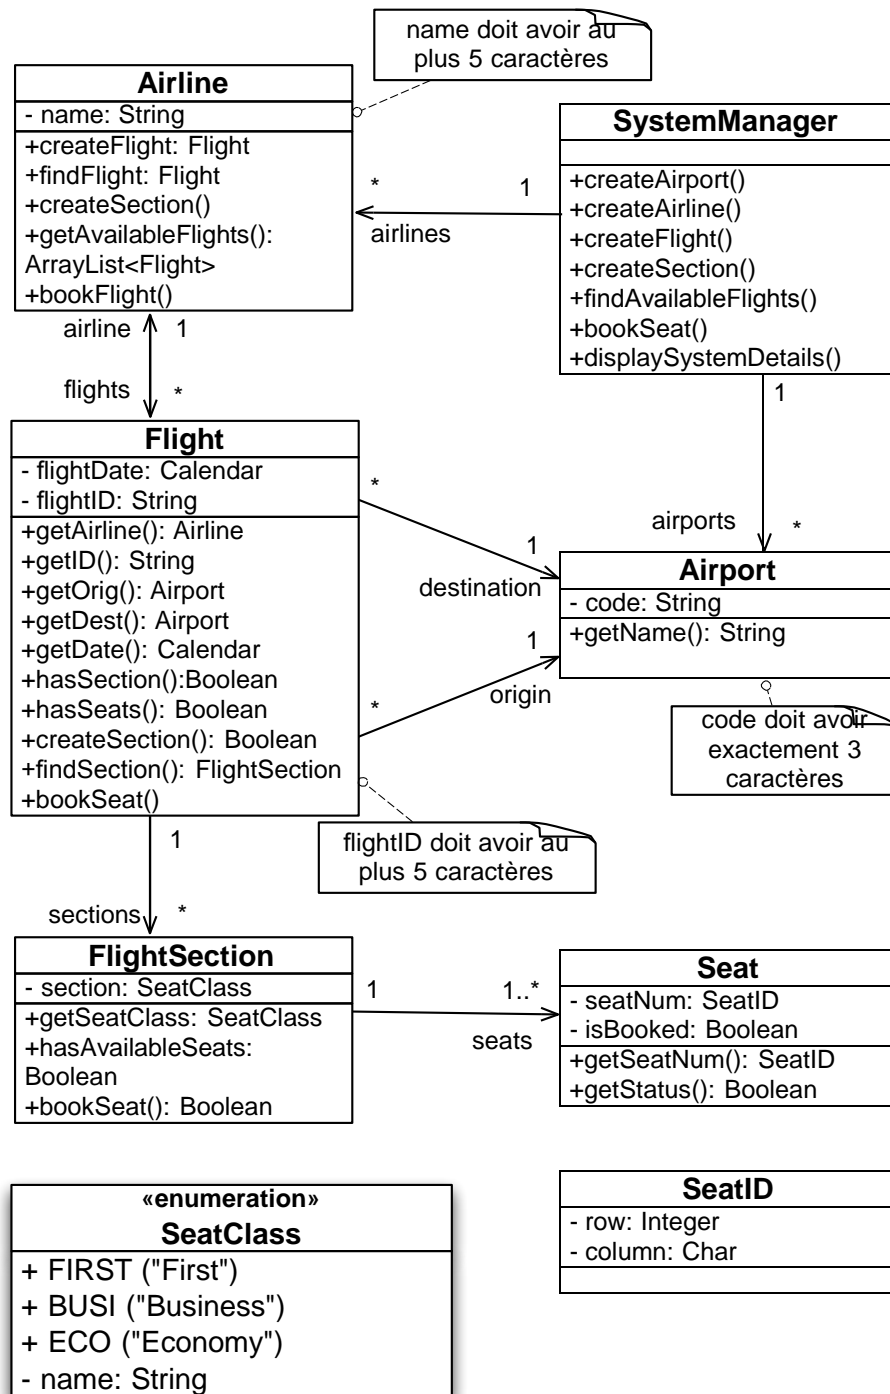 name doit avoir au
plus 5 caractères
Airline
- name: String
+createFlight: Flight
+findFlight: Flight
+createSection()
+getAvailableFlights():
ArrayList<Flight>
+bookFlight()
SystemManager
+createAirport()
+createAirline()
+createFlight()
+createSection()
+findAvailableFlights()
+bookSeat()
+displaySystemDetails()
* 1
airlines
airline 1
flights *
1
airports *
Flight
- flightDate: Calendar
- flightID: String
+getAirline(): Airline
+getID(): String
+getOrig(): Airport
+getDest(): Airport
+getDate(): Calendar
+hasSection():Boolean
+hasSeats(): Boolean
+createSection(): Boolean
+findSection(): FlightSection
+bookSeat()
*
1
destination
1
*
origin
Airport
- code: String
+getName(): String
code doit avoir
exactement 3
caractères
flightID doit avoir au
plus 5 caractères
1
sections *
FlightSection
- section: SeatClass
+getSeatClass: SeatClass
+hasAvailableSeats:
Boolean
+bookSeat(): Boolean
1 1..*
seats
Seat
- seatNum: SeatID
- isBooked: Boolean
+getSeatNum(): SeatID
+getStatus(): Boolean
«enumeration»
SeatClass
+ FIRST ("First")
+ BUSI ("Business")
+ ECO ("Economy")
- name: String
SeatID
- row: Integer
- column: Char